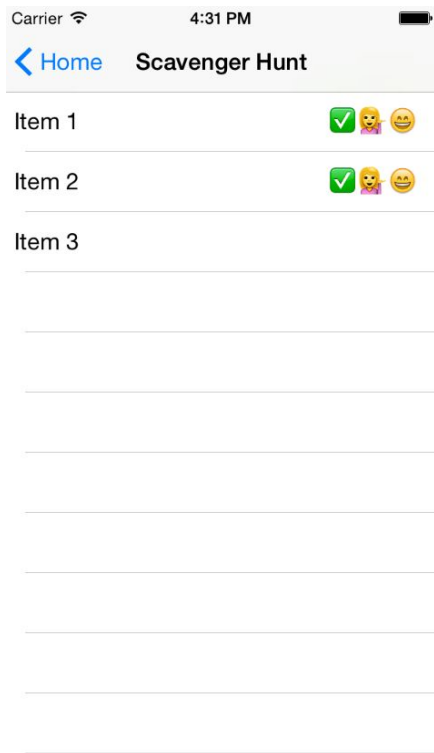 Carrier 4:31 PM
Home Scavenger Hunt
Item 1 ✅💁😄
Item 2 ✅💁😄
Item 3